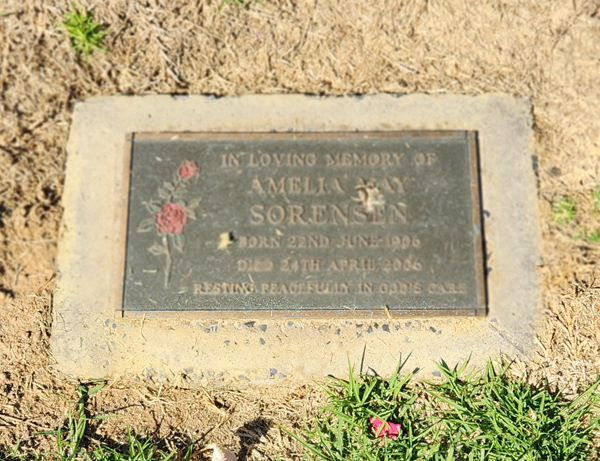 IN LOVING MEMORY OF
AMELIA MAY
SORENSEN
BORN 22ND JUNE 1906
DIED 24TH APRIL 2006
RESTING PEACEFULLY IN GOD'S CARE